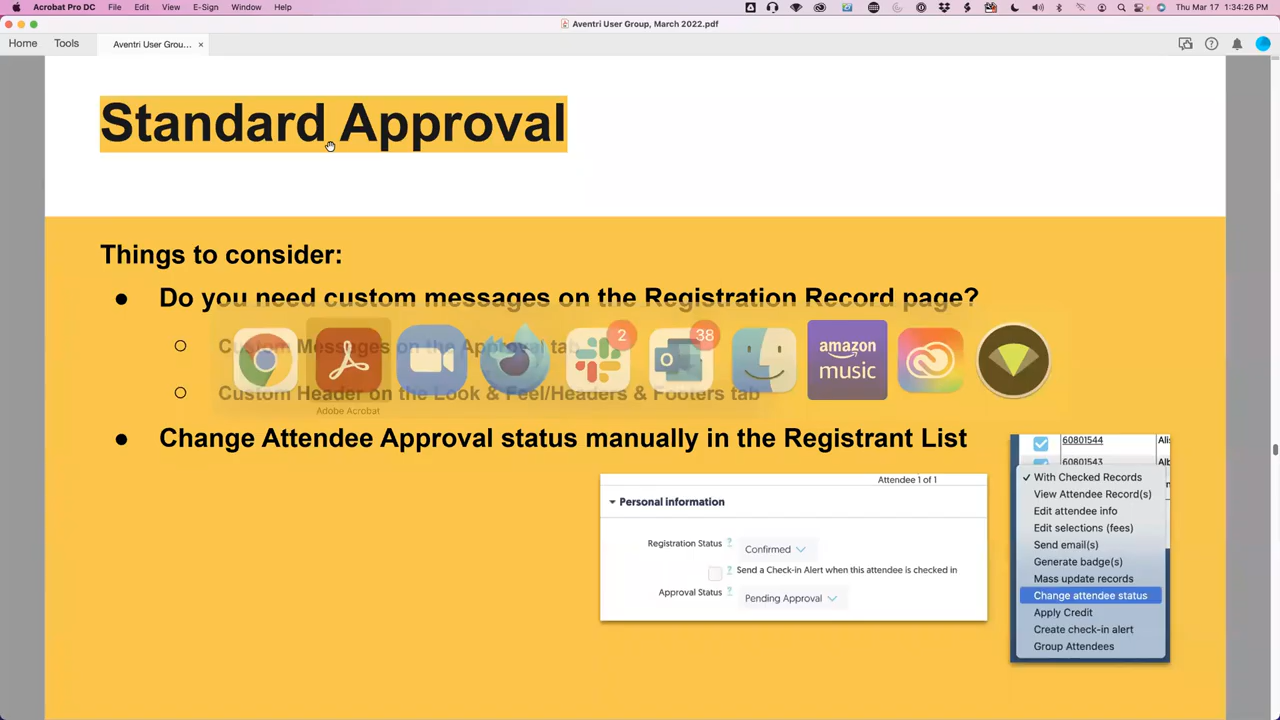 Acrobat Pro DC File Edit View E-Sign Window Help Thu Mar 17 1:34:26 PM
Aventri User Group, March 2022.pdf
Home Tools Aventri User Grou... ×
Standard Approval
Things to consider:
● Do you need custom messages on the Registration Record page?
○ Custom Messages on the Approval tab
2
38
amazon
music
○ Custom Header on the Look & Feel/Headers & Footers tab
Adobe Acrobat
● Change Attendee Approval status manually in the Registrant List
Attendee 1 of 1
Personal information
Registration Status ? Confirmed
? Send a Check-in Alert when this attendee is checked in
Approval Status ? Pending Approval
60801544 Alis
60801543 Alb
✓ With Checked Records
View Attendee Record(s)
Edit attendee info
Edit selections (fees)
Send email(s)
Generate badge(s)
Mass update records
Change attendee status
Apply Credit
Create check-in alert
Group Attendees